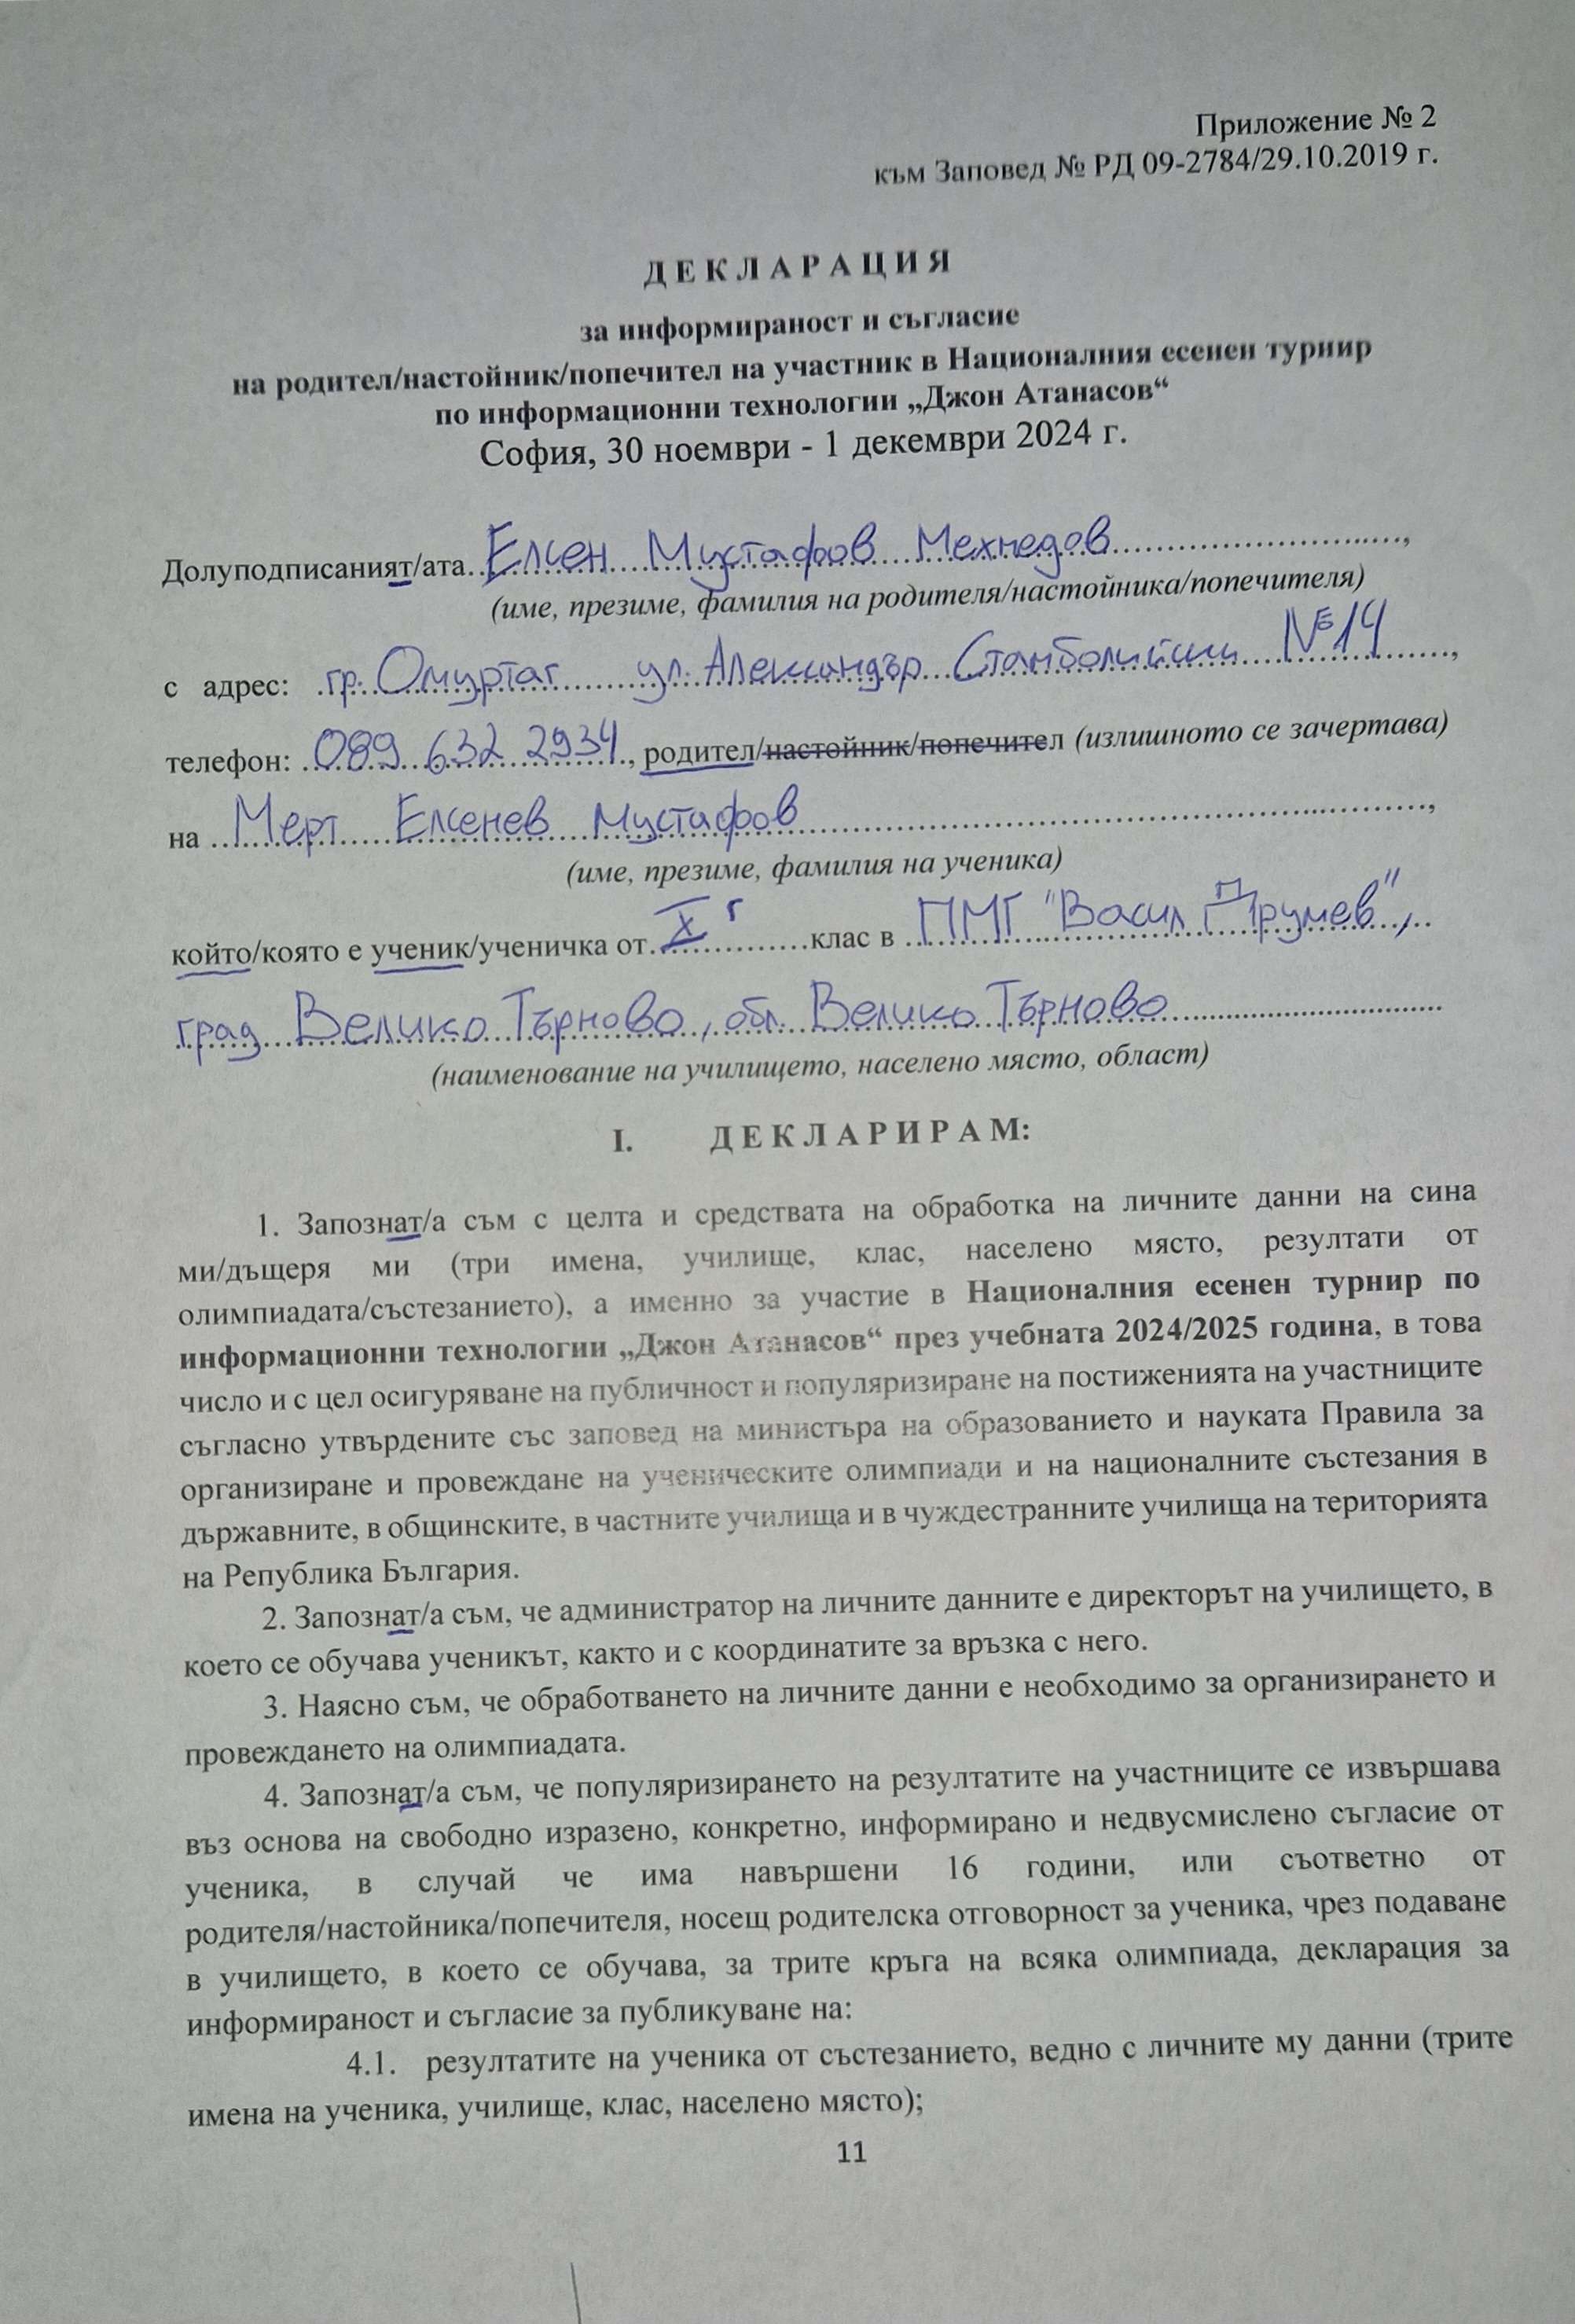 Приложение № 2
към Заповед № РД 09-2784/29.10.2019 г.
Д Е К Л А Р А Ц И Я
за информираност и съгласие
на родител/настойник/попечител на участник в Националния есенен турнир
по информационни технологии „Джон Атанасов“
София, 30 ноември - 1 декември 2024 г.
Долуподписаният/ата Елжен Мустафов Мехмедов,
(име, презиме, фамилия на родителя/настойника/попечителя)
с адрес: гр. Омуртаг ул. Александър Стамболийски №14,
телефон: 089 632 2934, родител/настойник/попечител (излишното се зачертава)
на Мерт Елженев Мустафов,
(име, презиме, фамилия на ученика)
който/която е ученик/ученичка от X г клас в ПМГ "Васил Друмев",
град Велико Търново, обл. Велико Търново
(наименование на училището, населено място, област)
I. Д Е К Л А Р И Р А М:
1. Запознат/а съм с целта и средствата на обработка на личните данни на сина
ми/дъщеря ми (три имена, училище, клас, населено място, резултати от
олимпиадата/състезанието), а именно за участие в Националния есенен турнир по
информационни технологии „Джон Атанасов“ през учебната 2024/2025 година, в това
число и с цел осигуряване на публичност и популяризиране на постиженията на участниците
съгласно утвърдените със заповед на министъра на образованието и науката Правила за
организиране и провеждане на ученическите олимпиади и на националните състезания в
държавните, в общинските, в частните училища и в чуждестранните училища на територията
на Република България.
2. Запознат/а съм, че администратор на личните данните е директорът на училището, в
което се обучава ученикът, както и с координатите за връзка с него.
3. Наясно съм, че обработването на личните данни е необходимо за организирането и
провеждането на олимпиадата.
4. Запознат/а съм, че популяризирането на резултатите на участниците се извършава
въз основа на свободно изразено, конкретно, информирано и недвусмислено съгласие от
ученика, в случай че има навършени 16 години, или съответно от
родителя/настойника/попечителя, носещ родителска отговорност за ученика, чрез подаване
в училището, в което се обучава, за трите кръга на всяка олимпиада, декларация за
информираност и съгласие за публикуване на:
4.1. резултатите на ученика от състезанието, ведно с личните му данни (трите
имена на ученика, училище, клас, населено място);
11